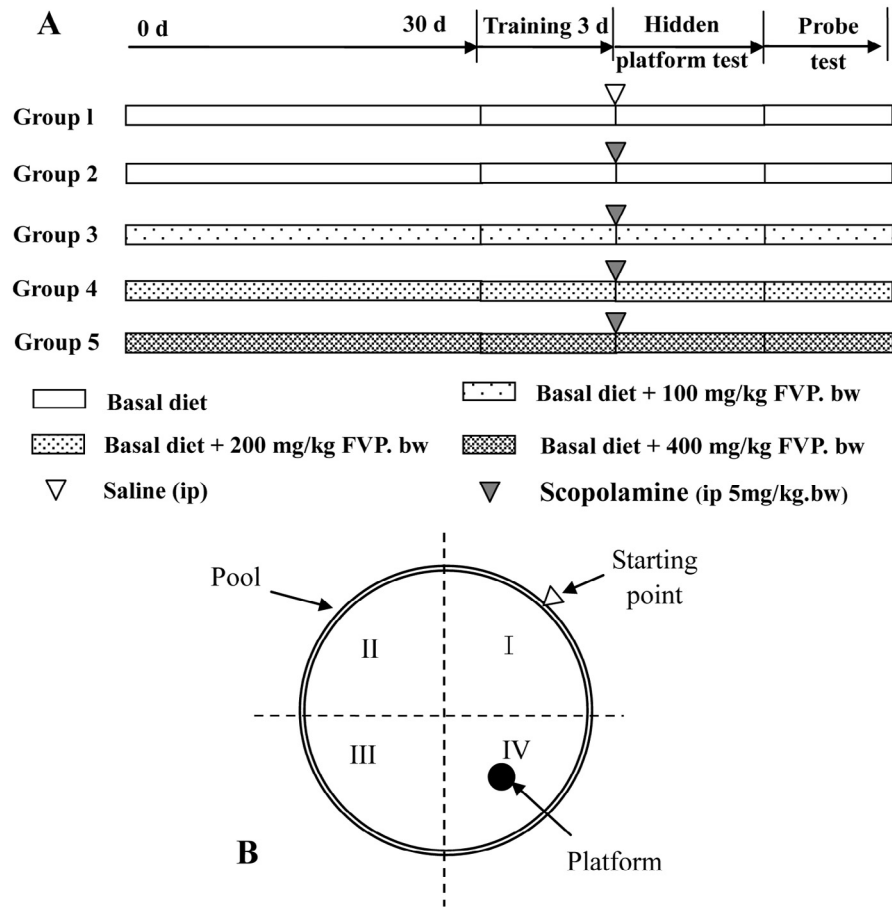 A
0 d 30 d Training 3 d Hidden Probe
platform test test
Group 1
Group 2
Group 3
Group 4
Group 5
Basal diet Basal diet + 100 mg/kg FVP. bw
Basal diet + 200 mg/kg FVP. bw Basal diet + 400 mg/kg FVP. bw
Saline (ip) Scopolamine (ip 5mg/kg.bw)
Pool Starting
point
II I
III IV
B Platform